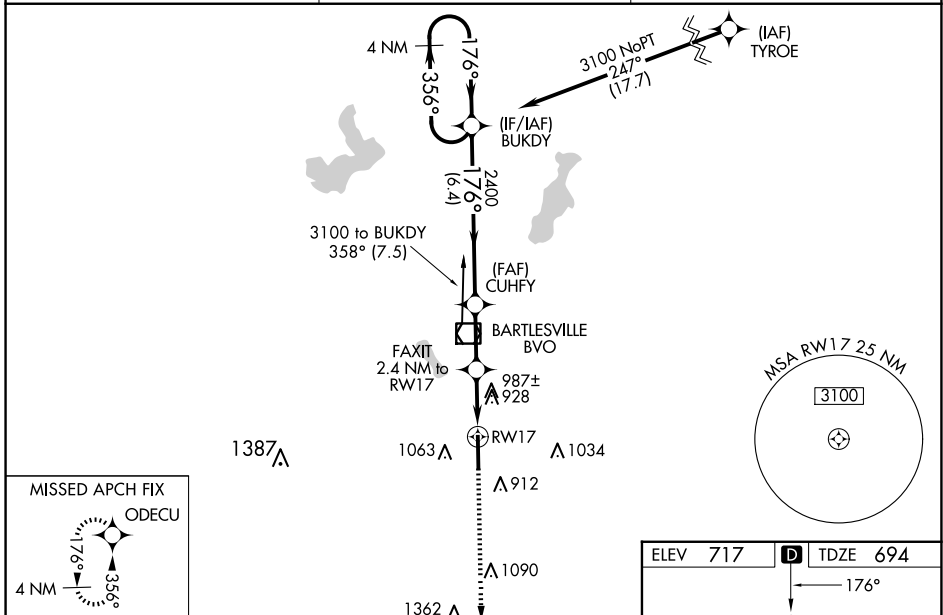 4 NM
176°
356°
3100 NoPT
247°
(17.7)
(IAF)
TYROE
(IF/IAF)
BUKDY
2400
176°
(6.4)
3100 to BUKDY
358° (7.5)
(FAF)
CUHFY
BARTLESVILLE
BVO
FAXIT
2.4 NM to
RW17
987±
928
RW17
1387
1063
1034
912
1090
1362
MSA RW17 25 NM
3100
MISSED APCH FIX
ODECU
176°
356°
4 NM
ELEV 717 D TDZE 694
176°